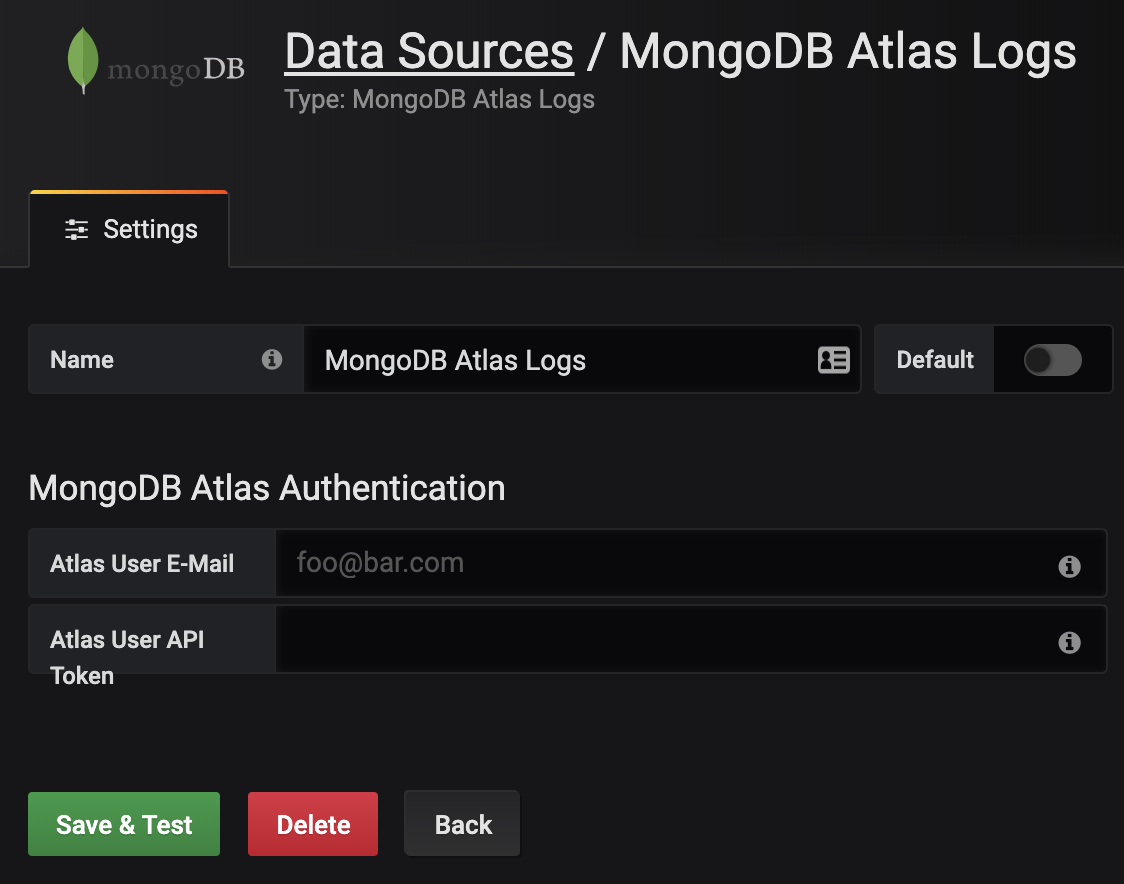 mongoDB
Data Sources / MongoDB Atlas Logs
Type: MongoDB Atlas Logs
Settings
Name
MongoDB Atlas Logs
Default
MongoDB Atlas Authentication
Atlas User E-Mail
foo@bar.com
Atlas User API
Token
Save & Test
Delete
Back